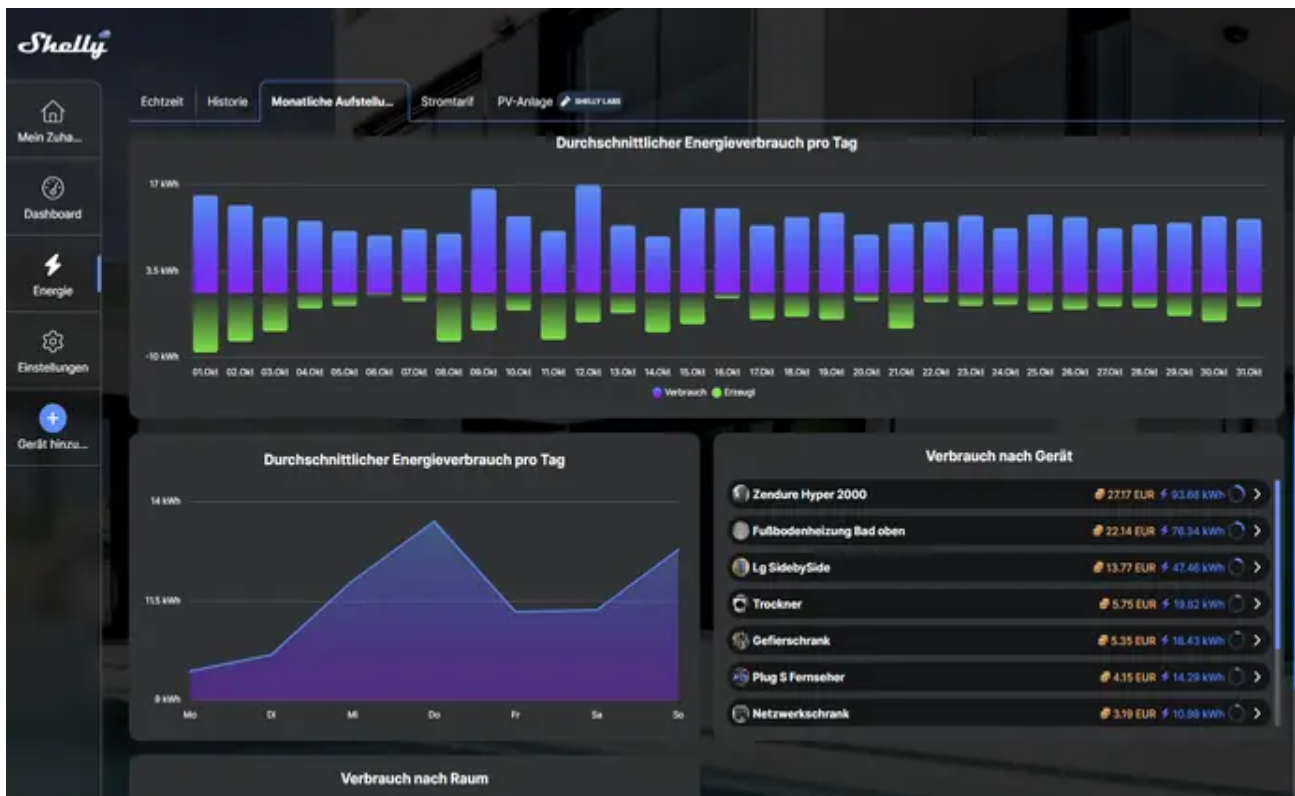 Shelly
Mein Zuha...
Dashboard
Energie
Einstellungen
Gerät hinzu...
Echtzeit Historie Monatliche Aufstellu... Stromtarif PV-Anlage SHELLY LABS
Durchschnittlicher Energieverbrauch pro Tag
17 kWh
3.5 kWh
-10 kWh
01.Okt 02.Okt 03.Okt 04.Okt 05.Okt 06.Okt 07.Okt 08.Okt 09.Okt 10.Okt 11.Okt 12.Okt 13.Okt 14.Okt 15.Okt 16.Okt 17.Okt 18.Okt 19.Okt 20.Okt 21.Okt 22.Okt 23.Okt 24.Okt 25.Okt 26.Okt 27.Okt 28.Okt 29.Okt 30.Okt 31.Okt
Verbrauch Erzeugt
Durchschnittlicher Energieverbrauch pro Tag
14 kWh
11.5 kWh
9 kWh
Mo Di Mi Do Fr Sa So
Verbrauch nach Gerät
Zendure Hyper 2000 27.17 EUR 93.68 kWh
Fußbodenheizung Bad oben 22.14 EUR 76.34 kWh
Lg SidebySide 13.77 EUR 47.46 kWh
Trockner 5.75 EUR 19.82 kWh
Gefierschrank 5.35 EUR 18.43 kWh
Plug S Fernseher 4.15 EUR 14.29 kWh
Netzwerkschrank 3.19 EUR 10.98 kWh
Verbrauch nach Raum